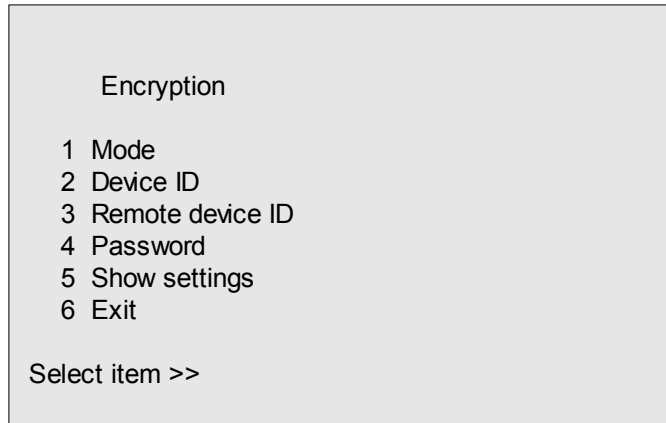 Encryption
1 Mode
2 Device ID
3 Remote device ID
4 Password
5 Show settings
6 Exit
Select item >>